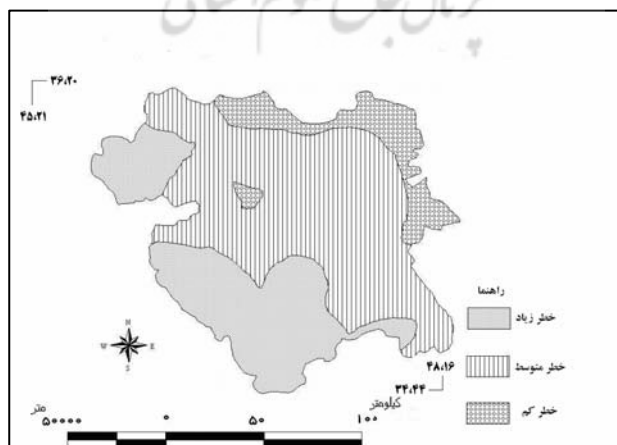 ۳۶،۲۰
۴۵،۲۱
راهنما
خطر زیاد
خطر متوسط
خطر کم
N
W E
S
۴۸،۱۶
۳۴،۴۴
متر کیلومتر
۵۰۰۰۰ ۰ ۵۰ ۱۰۰